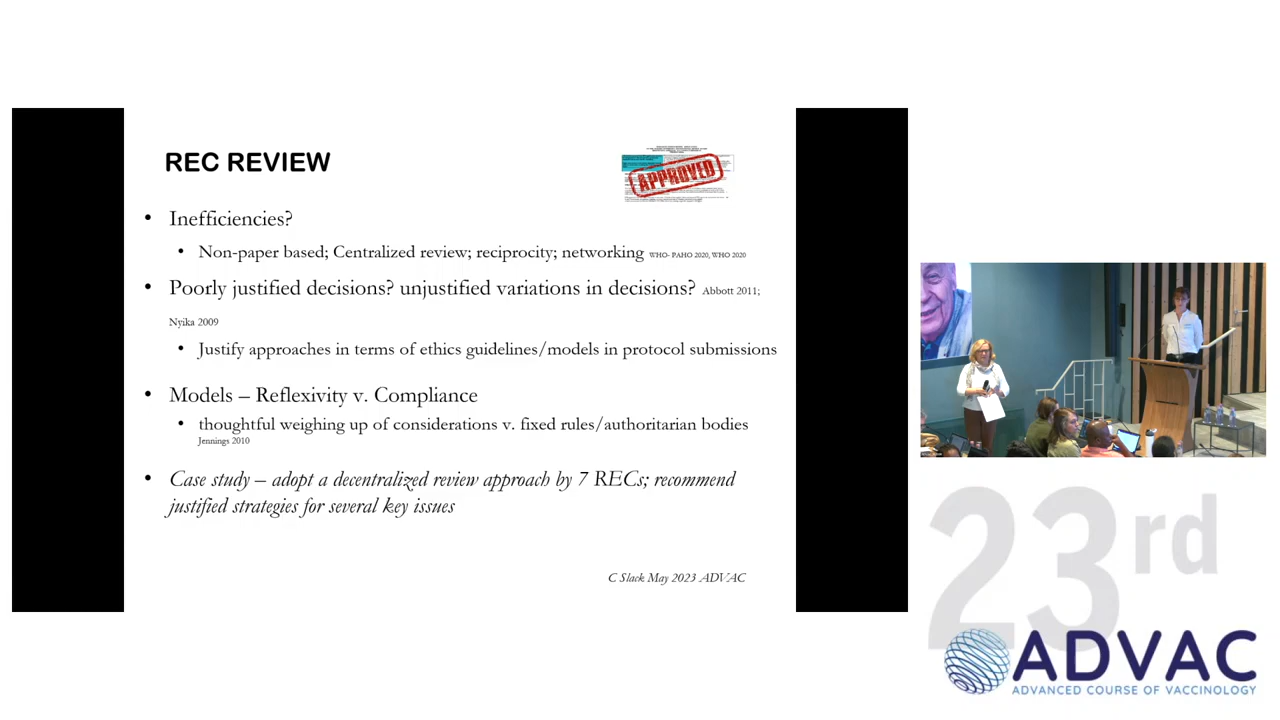 REC REVIEW
APPROVED
• Inefficiencies?
• Non-paper based; Centralized review; reciprocity; networking WHO- PAHO 2020, WHO 2020
• Poorly justified decisions? unjustified variations in decisions? Abbott 2011;
Nyika 2009
• Justify approaches in terms of ethics guidelines/models in protocol submissions
• Models – Reflexivity v. Compliance
• thoughtful weighing up of considerations v. fixed rules/authoritarian bodies
Jennings 2010
• Case study – adopt a decentralized review approach by 7 RECs; recommend
justified strategies for several key issues
C Slack May 2023 ADVAC
23rd
ADVAC
ADVANCED COURSE OF VACCINOLOGY